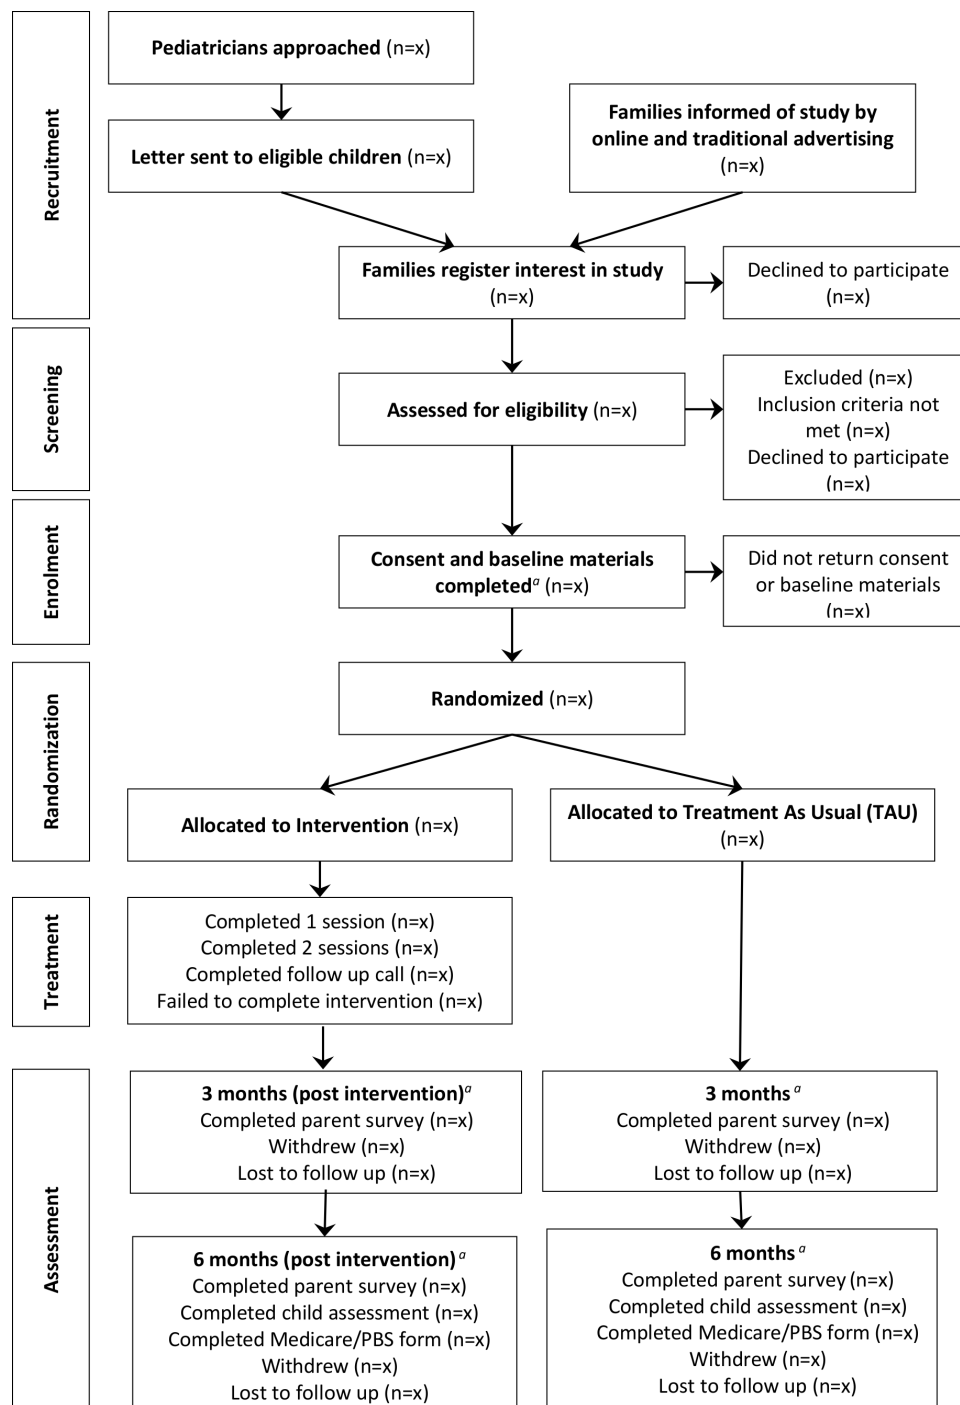 Recruitment
Pediatricians approached (n=x)
Letter sent to eligible children (n=x)
Families informed of study by
online and traditional advertising
(n=x)
Families register interest in study
(n=x)
Declined to participate
(n=x)
Screening
Assessed for eligibility (n=x)
Excluded (n=x)
Inclusion criteria not
met (n=x)
Declined to participate
(n=x)
Enrolment
Consent and baseline materials
completedᵃ (n=x)
Did not return consent
or baseline materials
(n=x)
Randomization
Randomized (n=x)
Allocated to Intervention (n=x)
Allocated to Treatment As Usual (TAU)
(n=x)
Treatment
Completed 1 session (n=x)
Completed 2 sessions (n=x)
Completed follow up call (n=x)
Failed to complete intervention (n=x)
Assessment
3 months (post intervention)ᵃ
Completed parent survey (n=x)
Withdrew (n=x)
Lost to follow up (n=x)
3 months ᵃ
Completed parent survey (n=x)
Withdrew (n=x)
Lost to follow up (n=x)
6 months (post intervention) ᵃ
Completed parent survey (n=x)
Completed child assessment (n=x)
Completed Medicare/PBS form (n=x)
Withdrew (n=x)
Lost to follow up (n=x)
6 months ᵃ
Completed parent survey (n=x)
Completed child assessment (n=x)
Completed Medicare/PBS form (n=x)
Withdrew (n=x)
Lost to follow up (n=x)